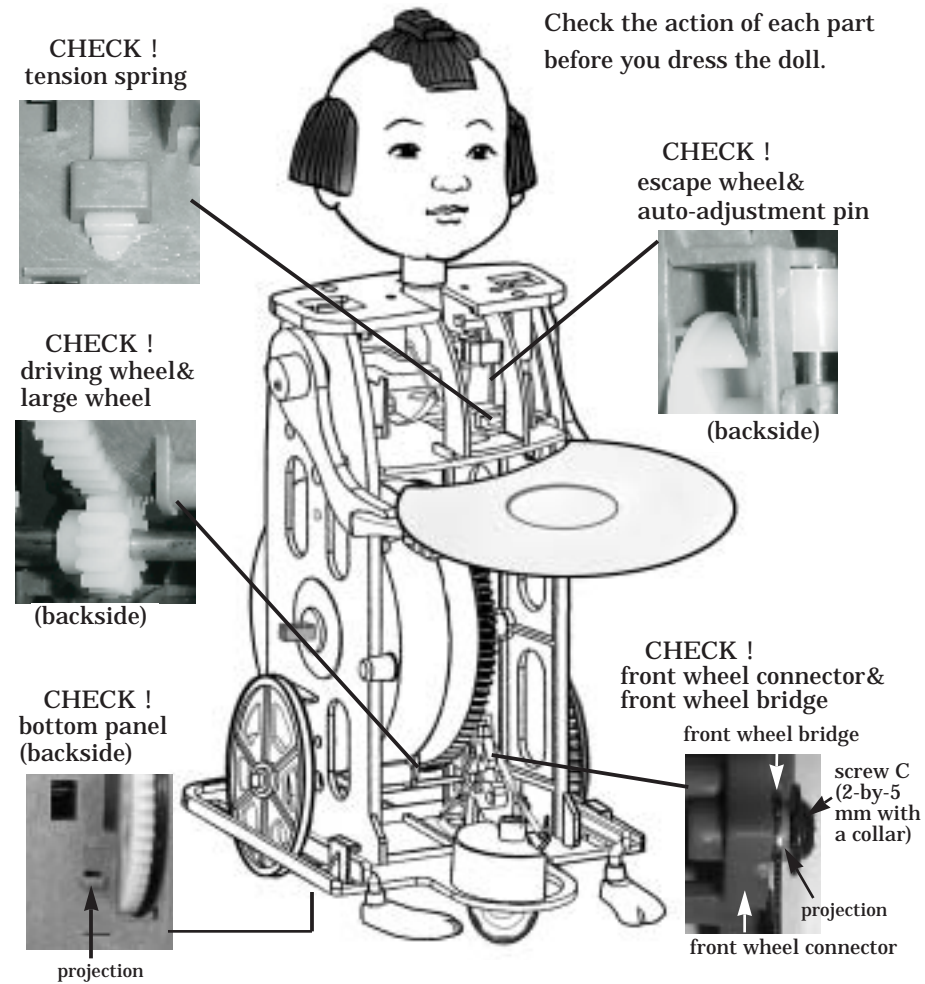 Check the action of each part
before you dress the doll.
CHECK !
tension spring
CHECK !
escape wheel&
auto-adjustment pin
(backside)
CHECK !
driving wheel&
large wheel
(backside)
CHECK !
front wheel connector&
front wheel bridge
front wheel bridge
screw C
(2-by-5
mm with
a collar)
projection
front wheel connector
CHECK !
bottom panel
(backside)
projection